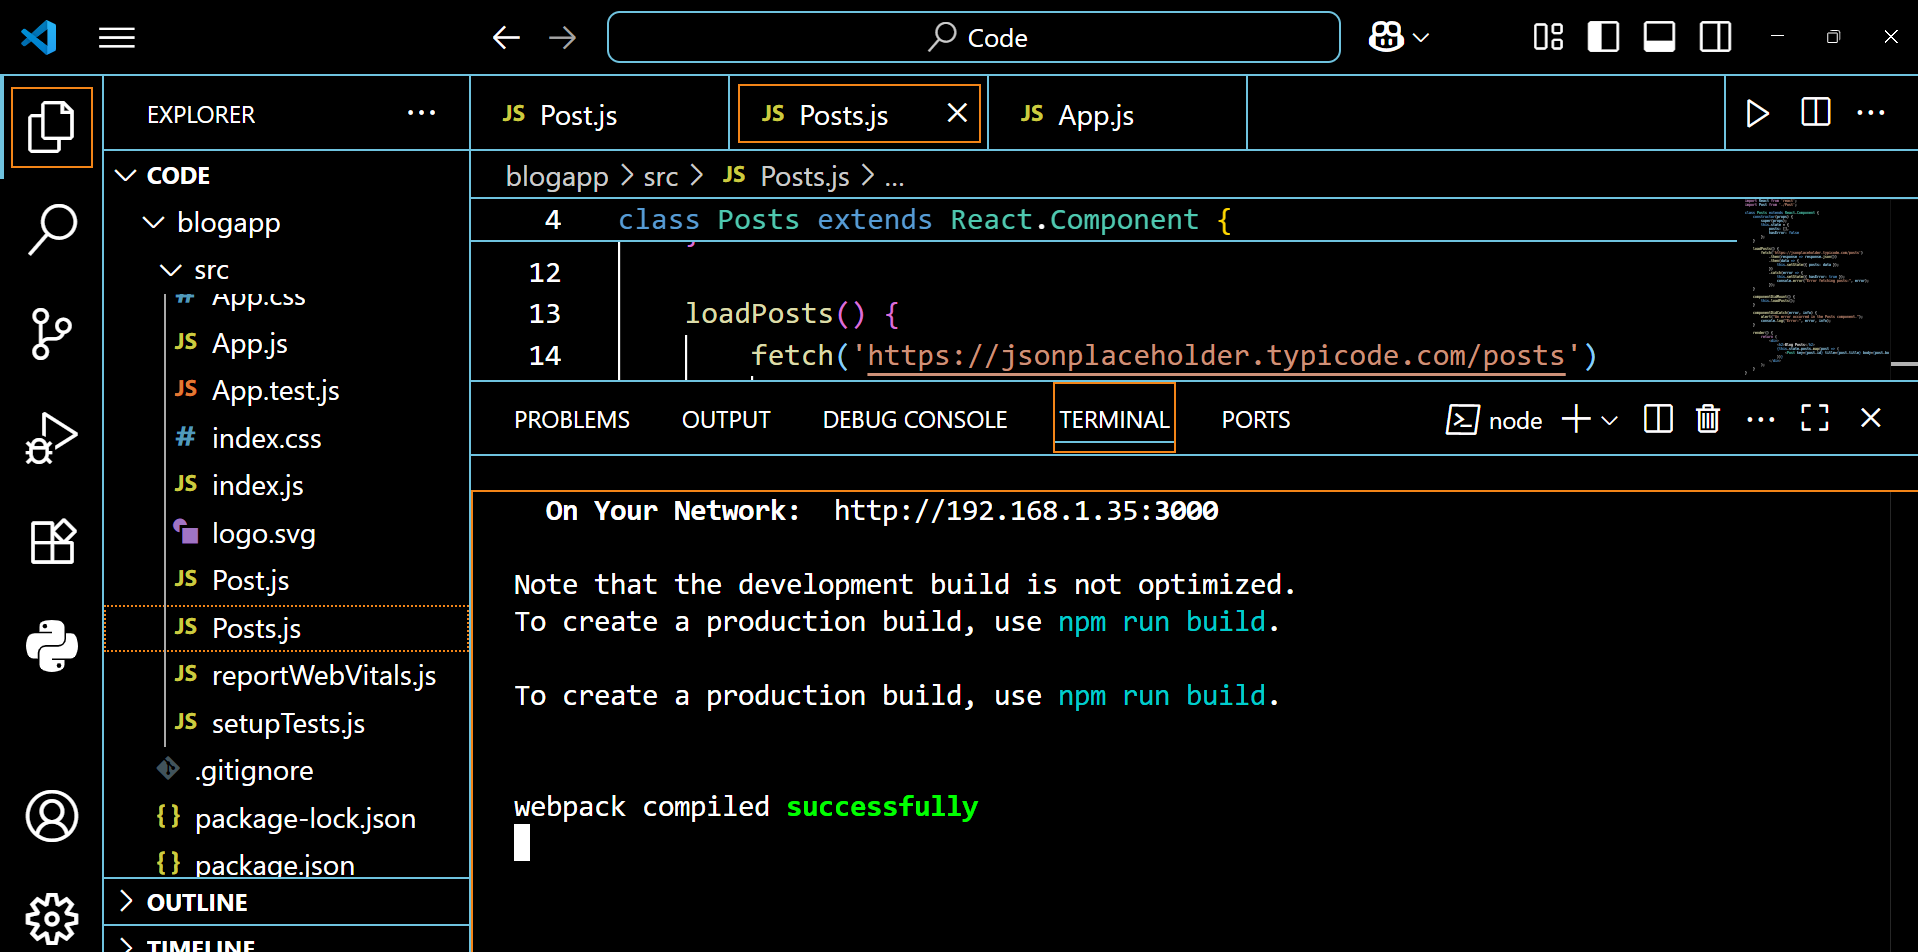 Code
EXPLORER
CODE
blogapp
src
App.css
JS App.js
JS App.test.js
# index.css
JS index.js
logo.svg
JS Post.js
JS Posts.js
JS reportWebVitals.js
JS setupTests.js
.gitignore
{} package-lock.json
{} package.json
OUTLINE
TIMELINE
JS Post.js
JS Posts.js
JS App.js
blogapp > src > JS Posts.js > ...
4 class Posts extends React.Component {
12
13 loadPosts() {
14 fetch('https://jsonplaceholder.typicode.com/posts')
PROBLEMS OUTPUT DEBUG CONSOLE TERMINAL PORTS
node
On Your Network: http://192.168.1.35:3000
Note that the development build is not optimized.
To create a production build, use npm run build.
To create a production build, use npm run build.
webpack compiled successfully